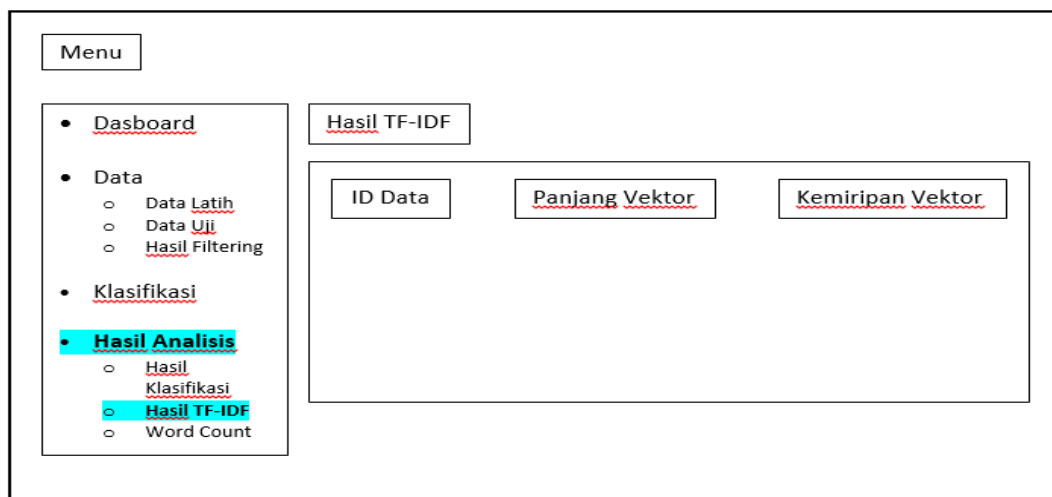 Menu
Dasboard
Data
Data Latih
Data Uji
Hasil Filtering
Klasifikasi
Hasil Analisis
Hasil
Klasifikasi
Hasil TF-IDF
Word Count
Hasil TF-IDF
ID Data
Panjang Vektor
Kemiripan Vektor